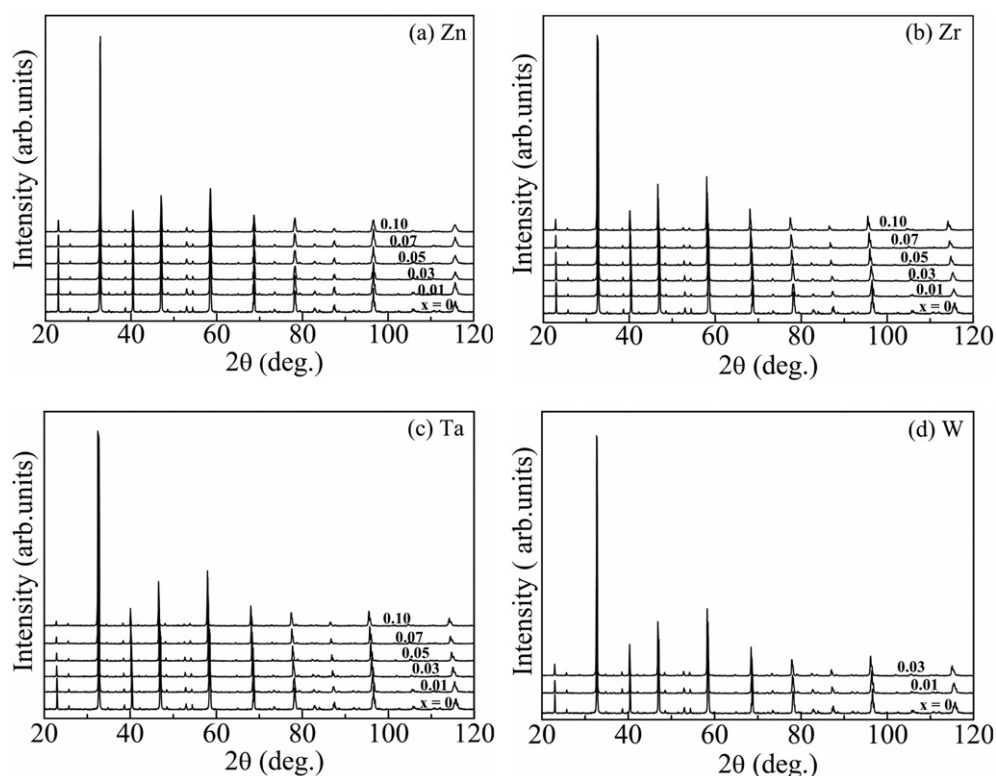 (a) Zn
Intensity (arb.units)
0.10
0.07
0.05
0.03
0.01
x = 0
20 40 60 80 100 120
2θ (deg.)
(b) Zr
Intensity (arb.units)
0.10
0.07
0.05
0.03
0.01
x = 0
20 40 60 80 100 120
2θ (deg.)
(c) Ta
Intensity (arb.units)
0.10
0.07
0.05
0.03
0.01
x = 0
20 40 60 80 100 120
2θ (deg.)
(d) W
Intensity ( arb.units)
0.03
0.01
x = 0
20 40 60 80 100 120
2θ (deg.)